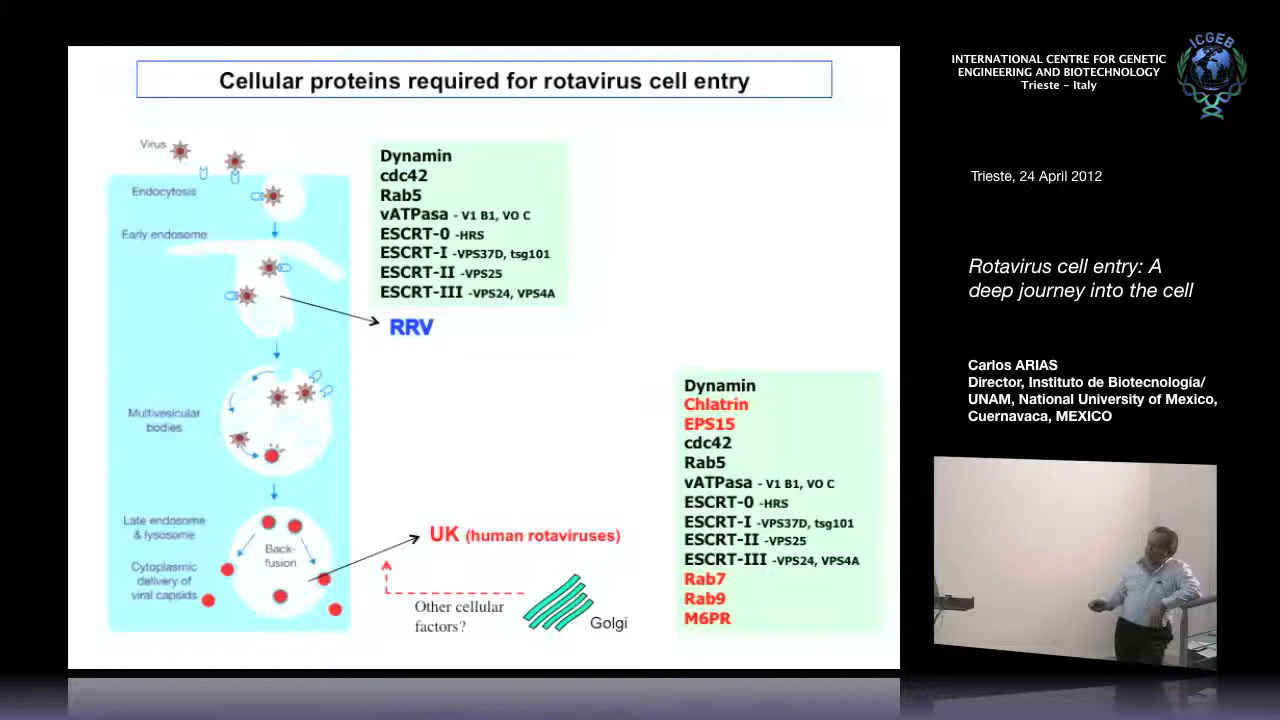 Cellular proteins required for rotavirus cell entry
Virus
Endocytosis
Early endosome
Multivesicular
bodies
Late endosome
& lysosome
Cytoplasmic
delivery of
viral capsids
Back-
fusion
Dynamin
cdc42
Rab5
vATPasa - V1 B1, VO C
ESCRT-0 -HRS
ESCRT-I -VPS37D, tsg101
ESCRT-II -VPS25
ESCRT-III -VPS24, VPS4A
RRV
UK (human rotaviruses)
Other cellular
factors?
Golgi
Dynamin
Chlatrin
EPS15
cdc42
Rab5
vATPasa - V1 B1, VO C
ESCRT-0 -HRS
ESCRT-I -VPS37D, tsg101
ESCRT-II -VPS25
ESCRT-III -VPS24, VPS4A
Rab7
Rab9
M6PR
INTERNATIONAL CENTRE FOR GENETIC
ENGINEERING AND BIOTECHNOLOGY
Trieste - Italy
ICGEB
Trieste, 24 April 2012
Rotavirus cell entry: A
deep journey into the cell
Carlos ARIAS
Director, Instituto de Biotecnología/
UNAM, National University of Mexico,
Cuernavaca, MEXICO